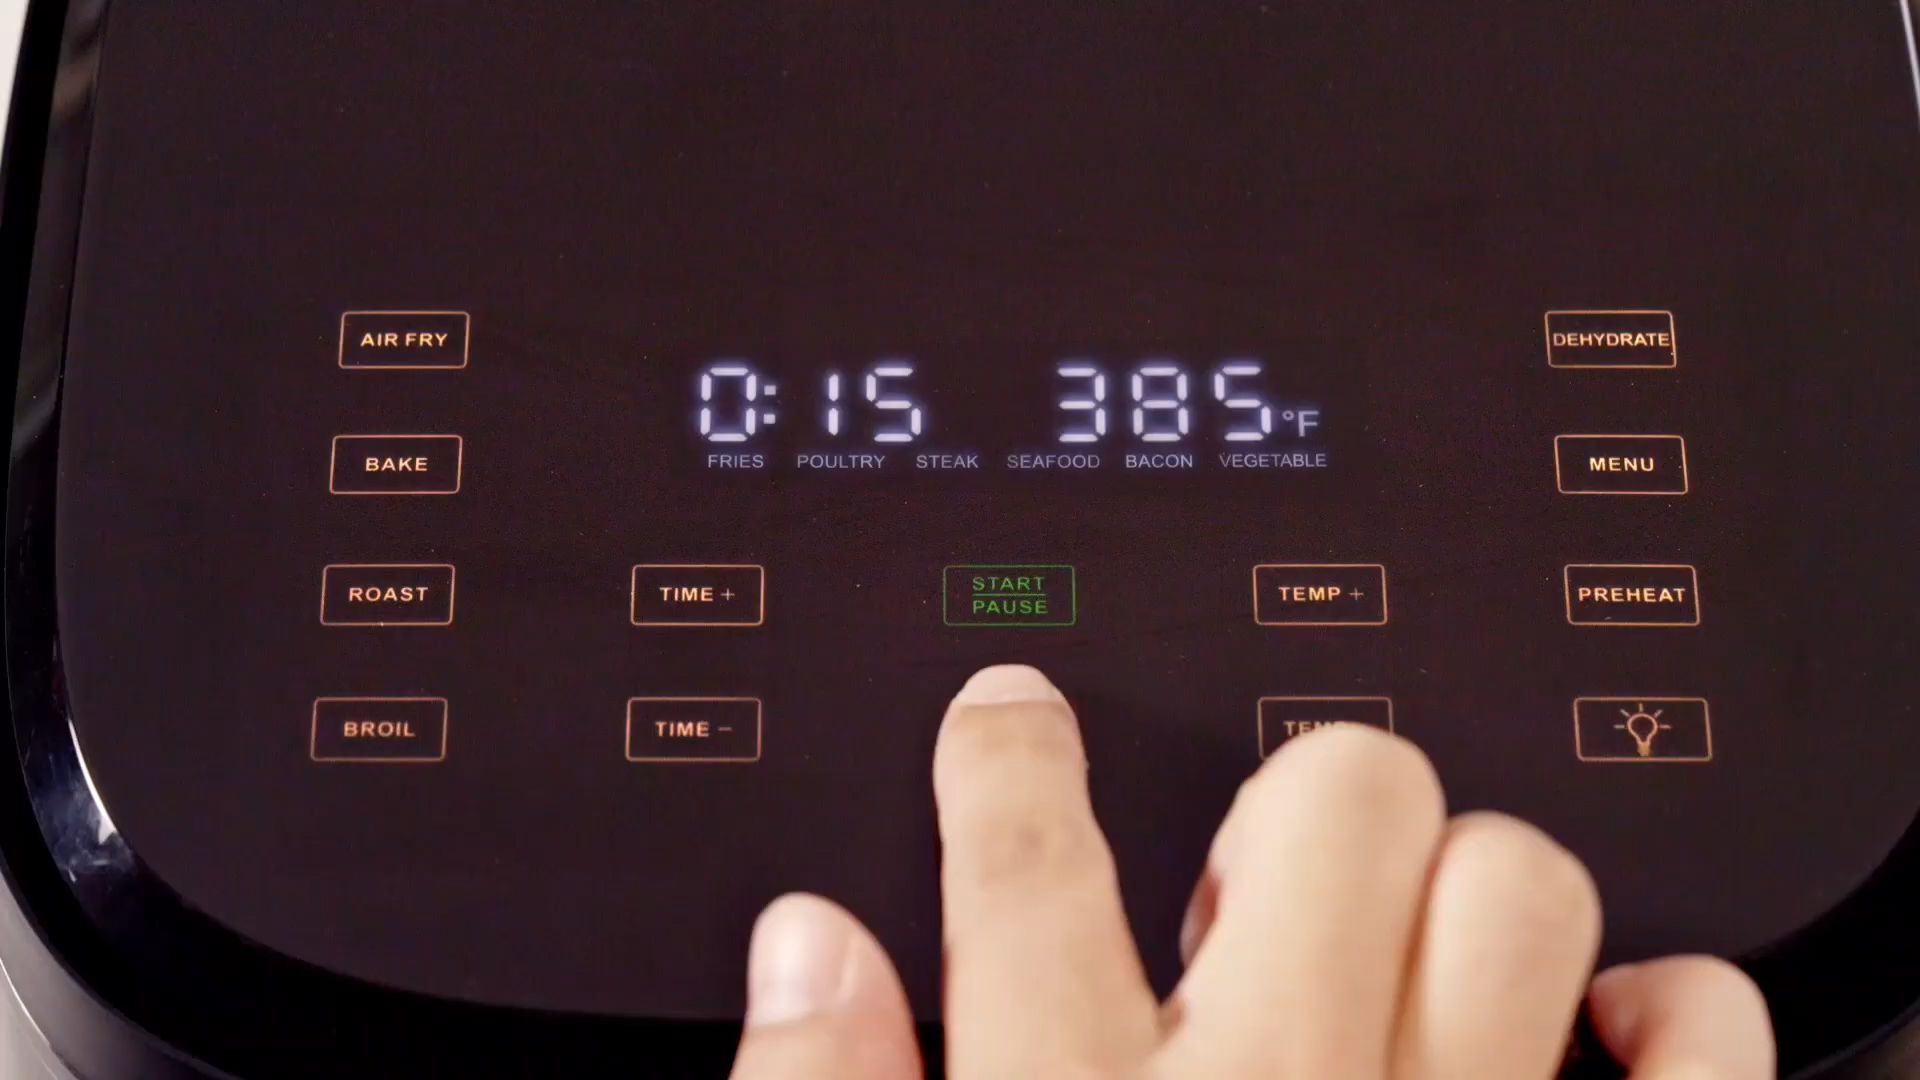 AIR FRY
DEHYDRATE
0:15 385°F
FRIES POULTRY STEAK SEAFOOD BACON VEGETABLE
BAKE
MENU
ROAST
TIME +
START
PAUSE
TEMP +
PREHEAT
BROIL
TIME −